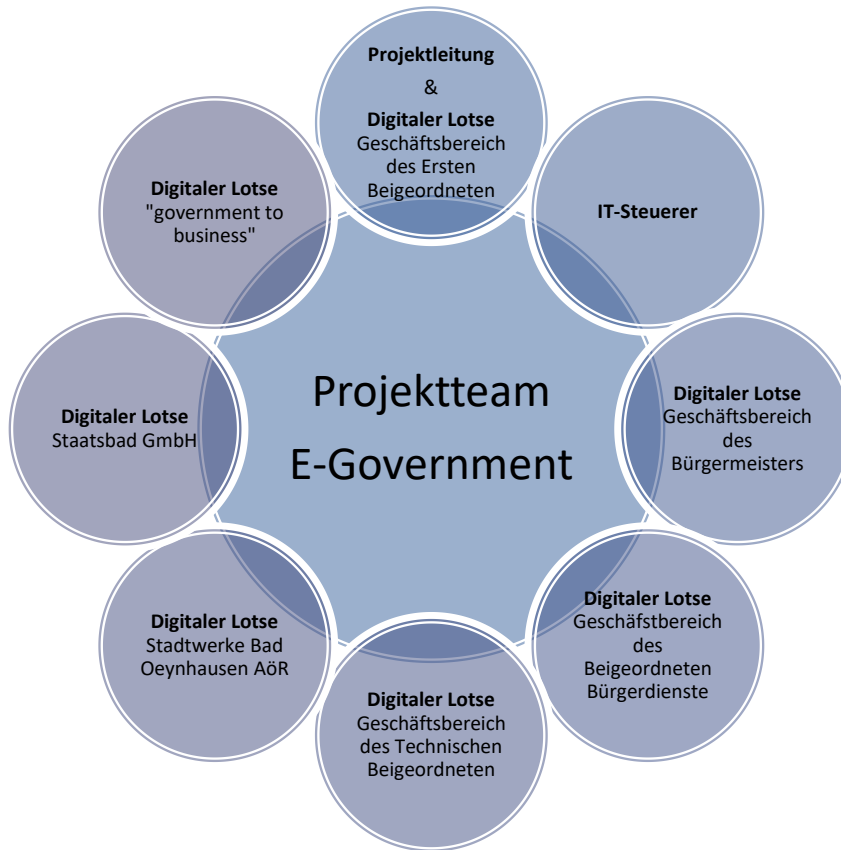 Projektleitung
&
Digitaler Lotse
Geschäftsbereich
des Ersten
Beigeordneten
IT-Steuerer
Digitaler Lotse
Geschäftsbereich
des
Bürgermeisters
Digitaler Lotse
Geschäfstbereich
des
Beigeordneten
Bürgerdienste
Digitaler Lotse
Geschäftsbereich
des Technischen
Beigeordneten
Digitaler Lotse
Stadtwerke Bad
Oeynhausen AöR
Digitaler Lotse
Staatsbad GmbH
Digitaler Lotse
"government to
business"
Projektteam
E-Government